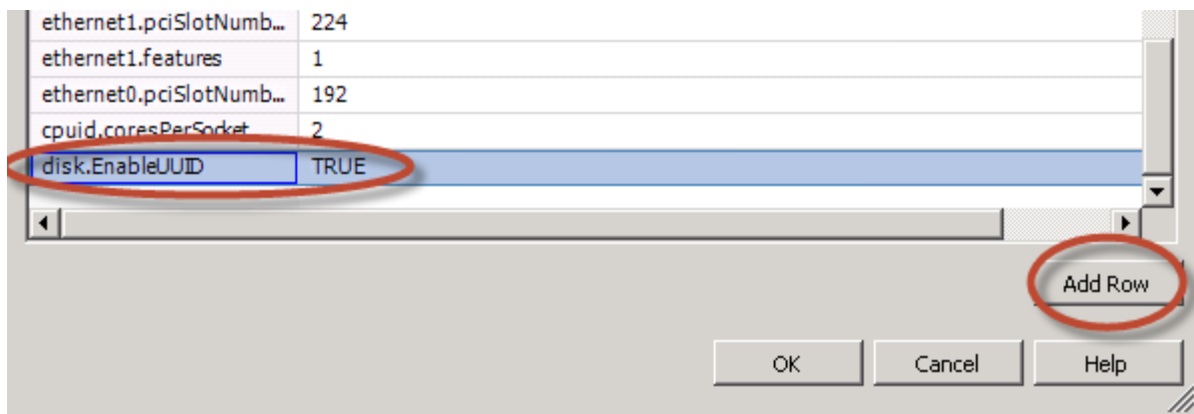 ethernet1.pciSlotNumb... 224
ethernet1.features 1
ethernet0.pciSlotNumb... 192
cpuid.coresPerSocket 2
disk.EnableUUID TRUE
Add Row
OK Cancel Help